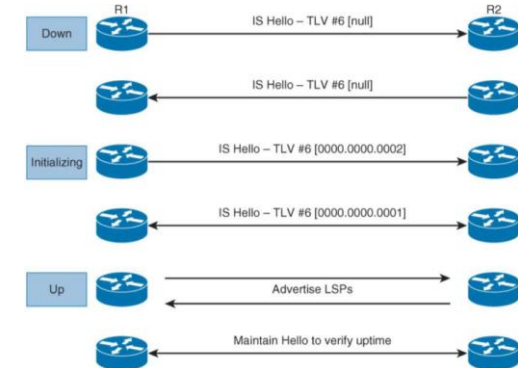 R1
R2
Down
IS Hello – TLV #6 [null]
IS Hello – TLV #6 [null]
Initializing
IS Hello – TLV #6 [0000.0000.0002]
IS Hello – TLV #6 [0000.0000.0001]
Up
Advertise LSPs
Maintain Hello to verify uptime